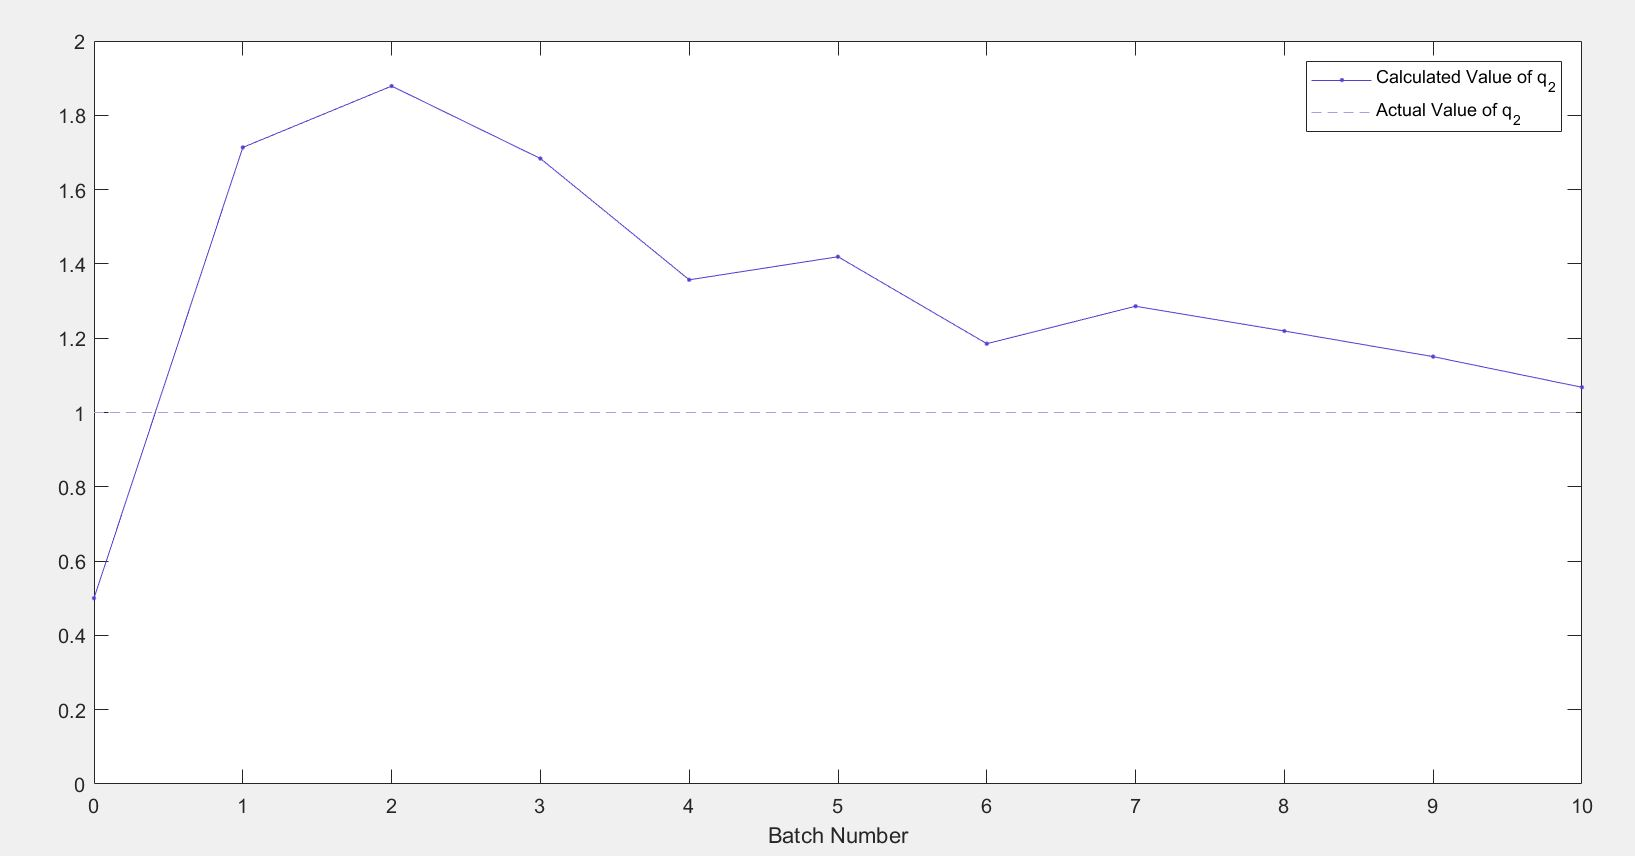 2
1.8
1.6
1.4
1.2
1
0.8
0.6
0.4
0.2
0
Calculated Value of q2
Actual Value of q2
0 1 2 3 4 5 6 7 8 9 10
Batch Number